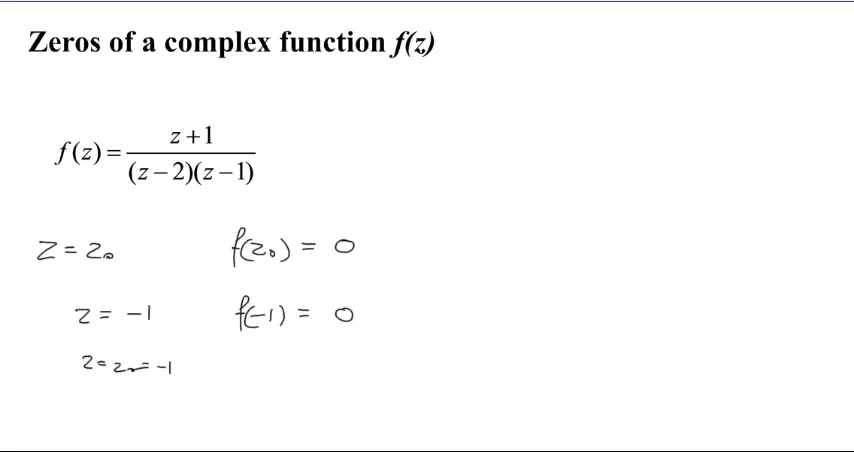 Zeros of a complex function f(z)
f(z) = (z+1)/((z−2)(z−1))
z = z₀ f(z₀) = 0
z = −1 f(−1) = 0
z = z₀ = −1